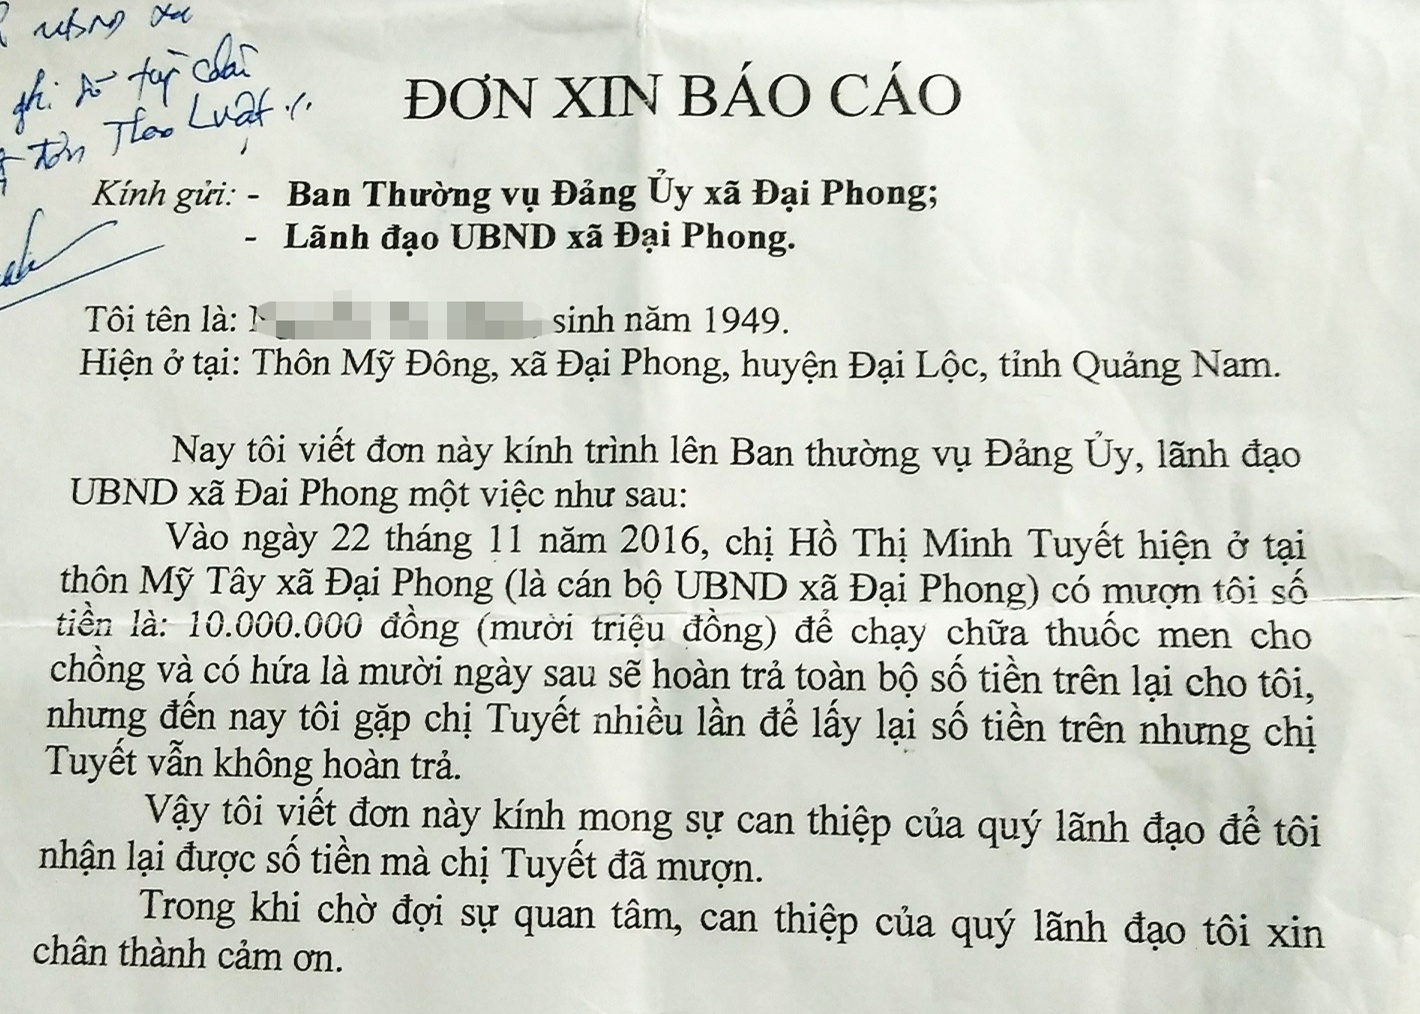 UBND xã
ghi
đơn Theo Luật ./.
ĐƠN XIN BÁO CÁO
Kính gửi: - Ban Thường vụ Đảng Ủy xã Đại Phong;
- Lãnh đạo UBND xã Đại Phong.
Tôi tên là: sinh năm 1949.
Hiện ở tại: Thôn Mỹ Đông, xã Đại Phong, huyện Đại Lộc, tỉnh Quảng Nam.
Nay tôi viết đơn này kính trình lên Ban thường vụ Đảng Ủy, lãnh đạo
UBND xã Đai Phong một việc như sau:
Vào ngày 22 tháng 11 năm 2016, chị Hồ Thị Minh Tuyết hiện ở tại
thôn Mỹ Tây xã Đại Phong (là cán bộ UBND xã Đại Phong) có mượn tôi số
tiền là: 10.000.000 đồng (mười triệu đồng) để chạy chữa thuốc men cho
chồng và có hứa là mười ngày sau sẽ hoàn trả toàn bộ số tiền trên lại cho tôi,
nhưng đến nay tôi gặp chị Tuyết nhiều lần để lấy lại số tiền trên nhưng chị
Tuyết vẫn không hoàn trả.
Vậy tôi viết đơn này kính mong sự can thiệp của quý lãnh đạo để tôi
nhận lại được số tiền mà chị Tuyết đã mượn.
Trong khi chờ đợi sự quan tâm, can thiệp của quý lãnh đạo tôi xin
chân thành cảm ơn.